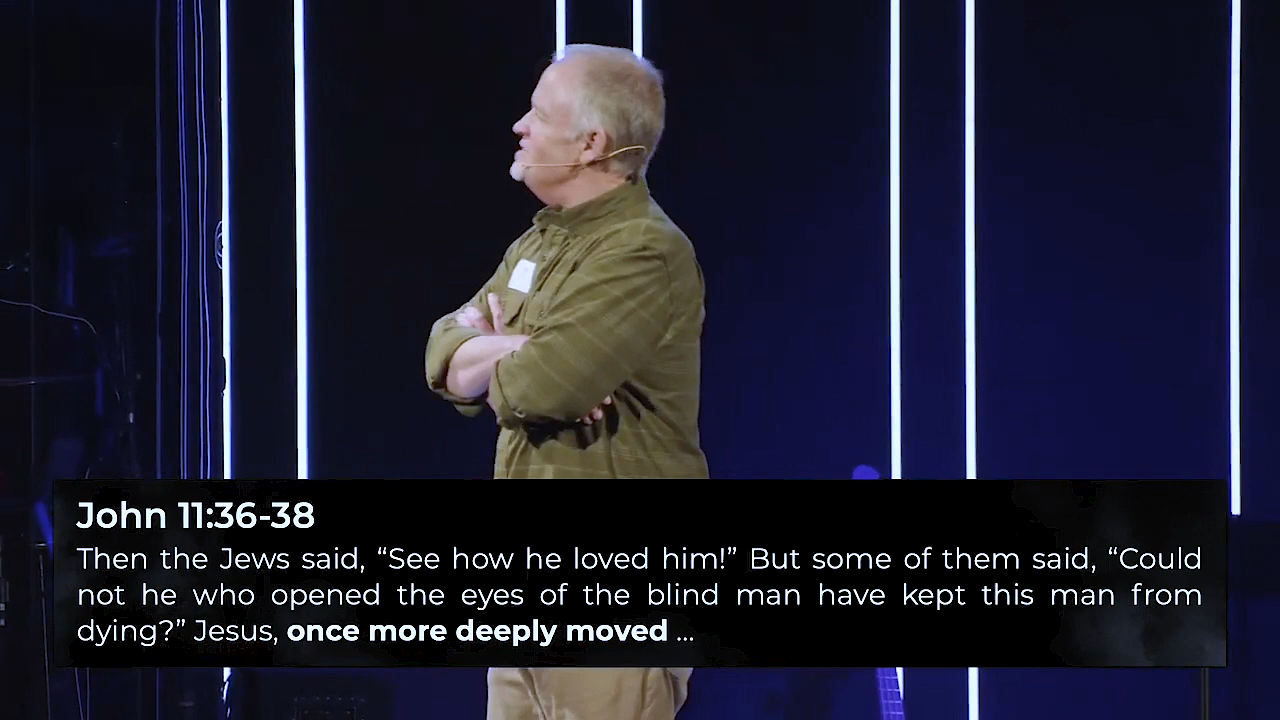 John 11:36-38
Then the Jews said, “See how he loved him!” But some of them said, “Could
not he who opened the eyes of the blind man have kept this man from
dying?” Jesus, once more deeply moved ...